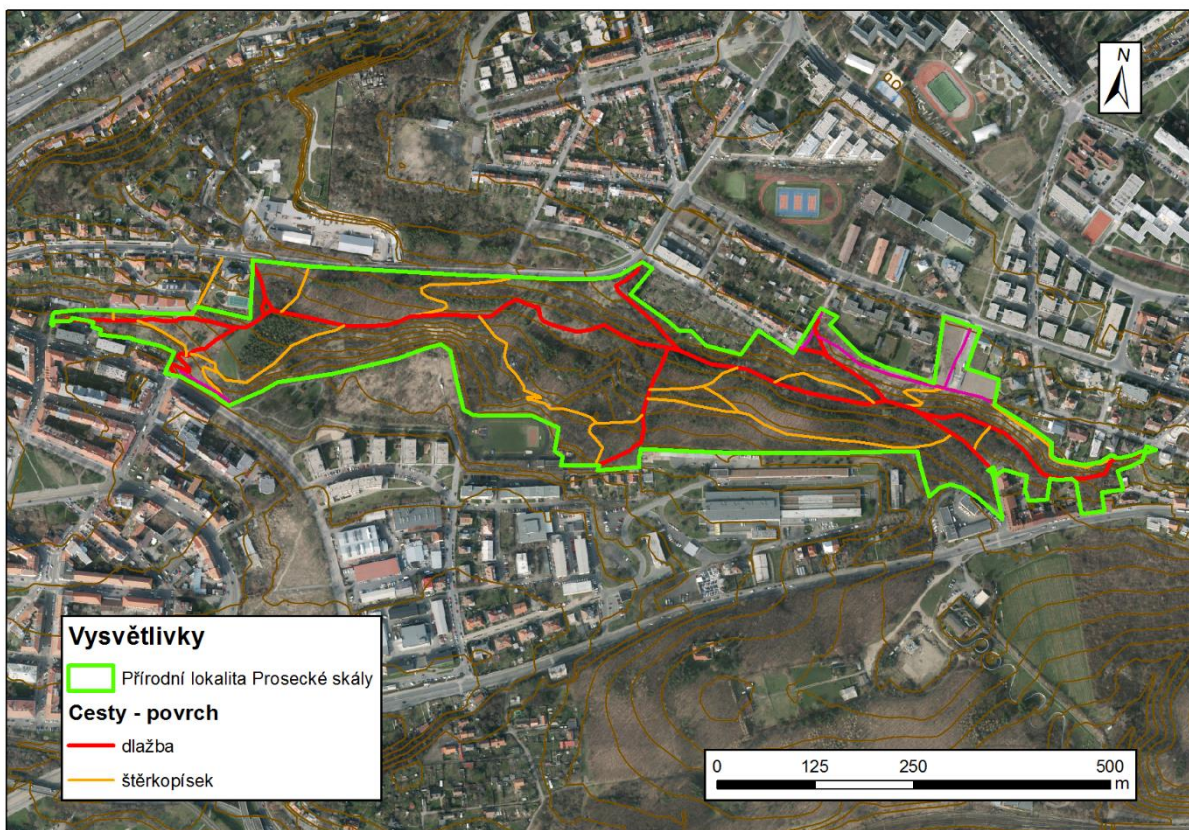 N
Vysvětlivky
Přírodní lokalita Prosecké skály
Cesty - povrch
dlažba
štěrkopísek
0 125 250 500
m